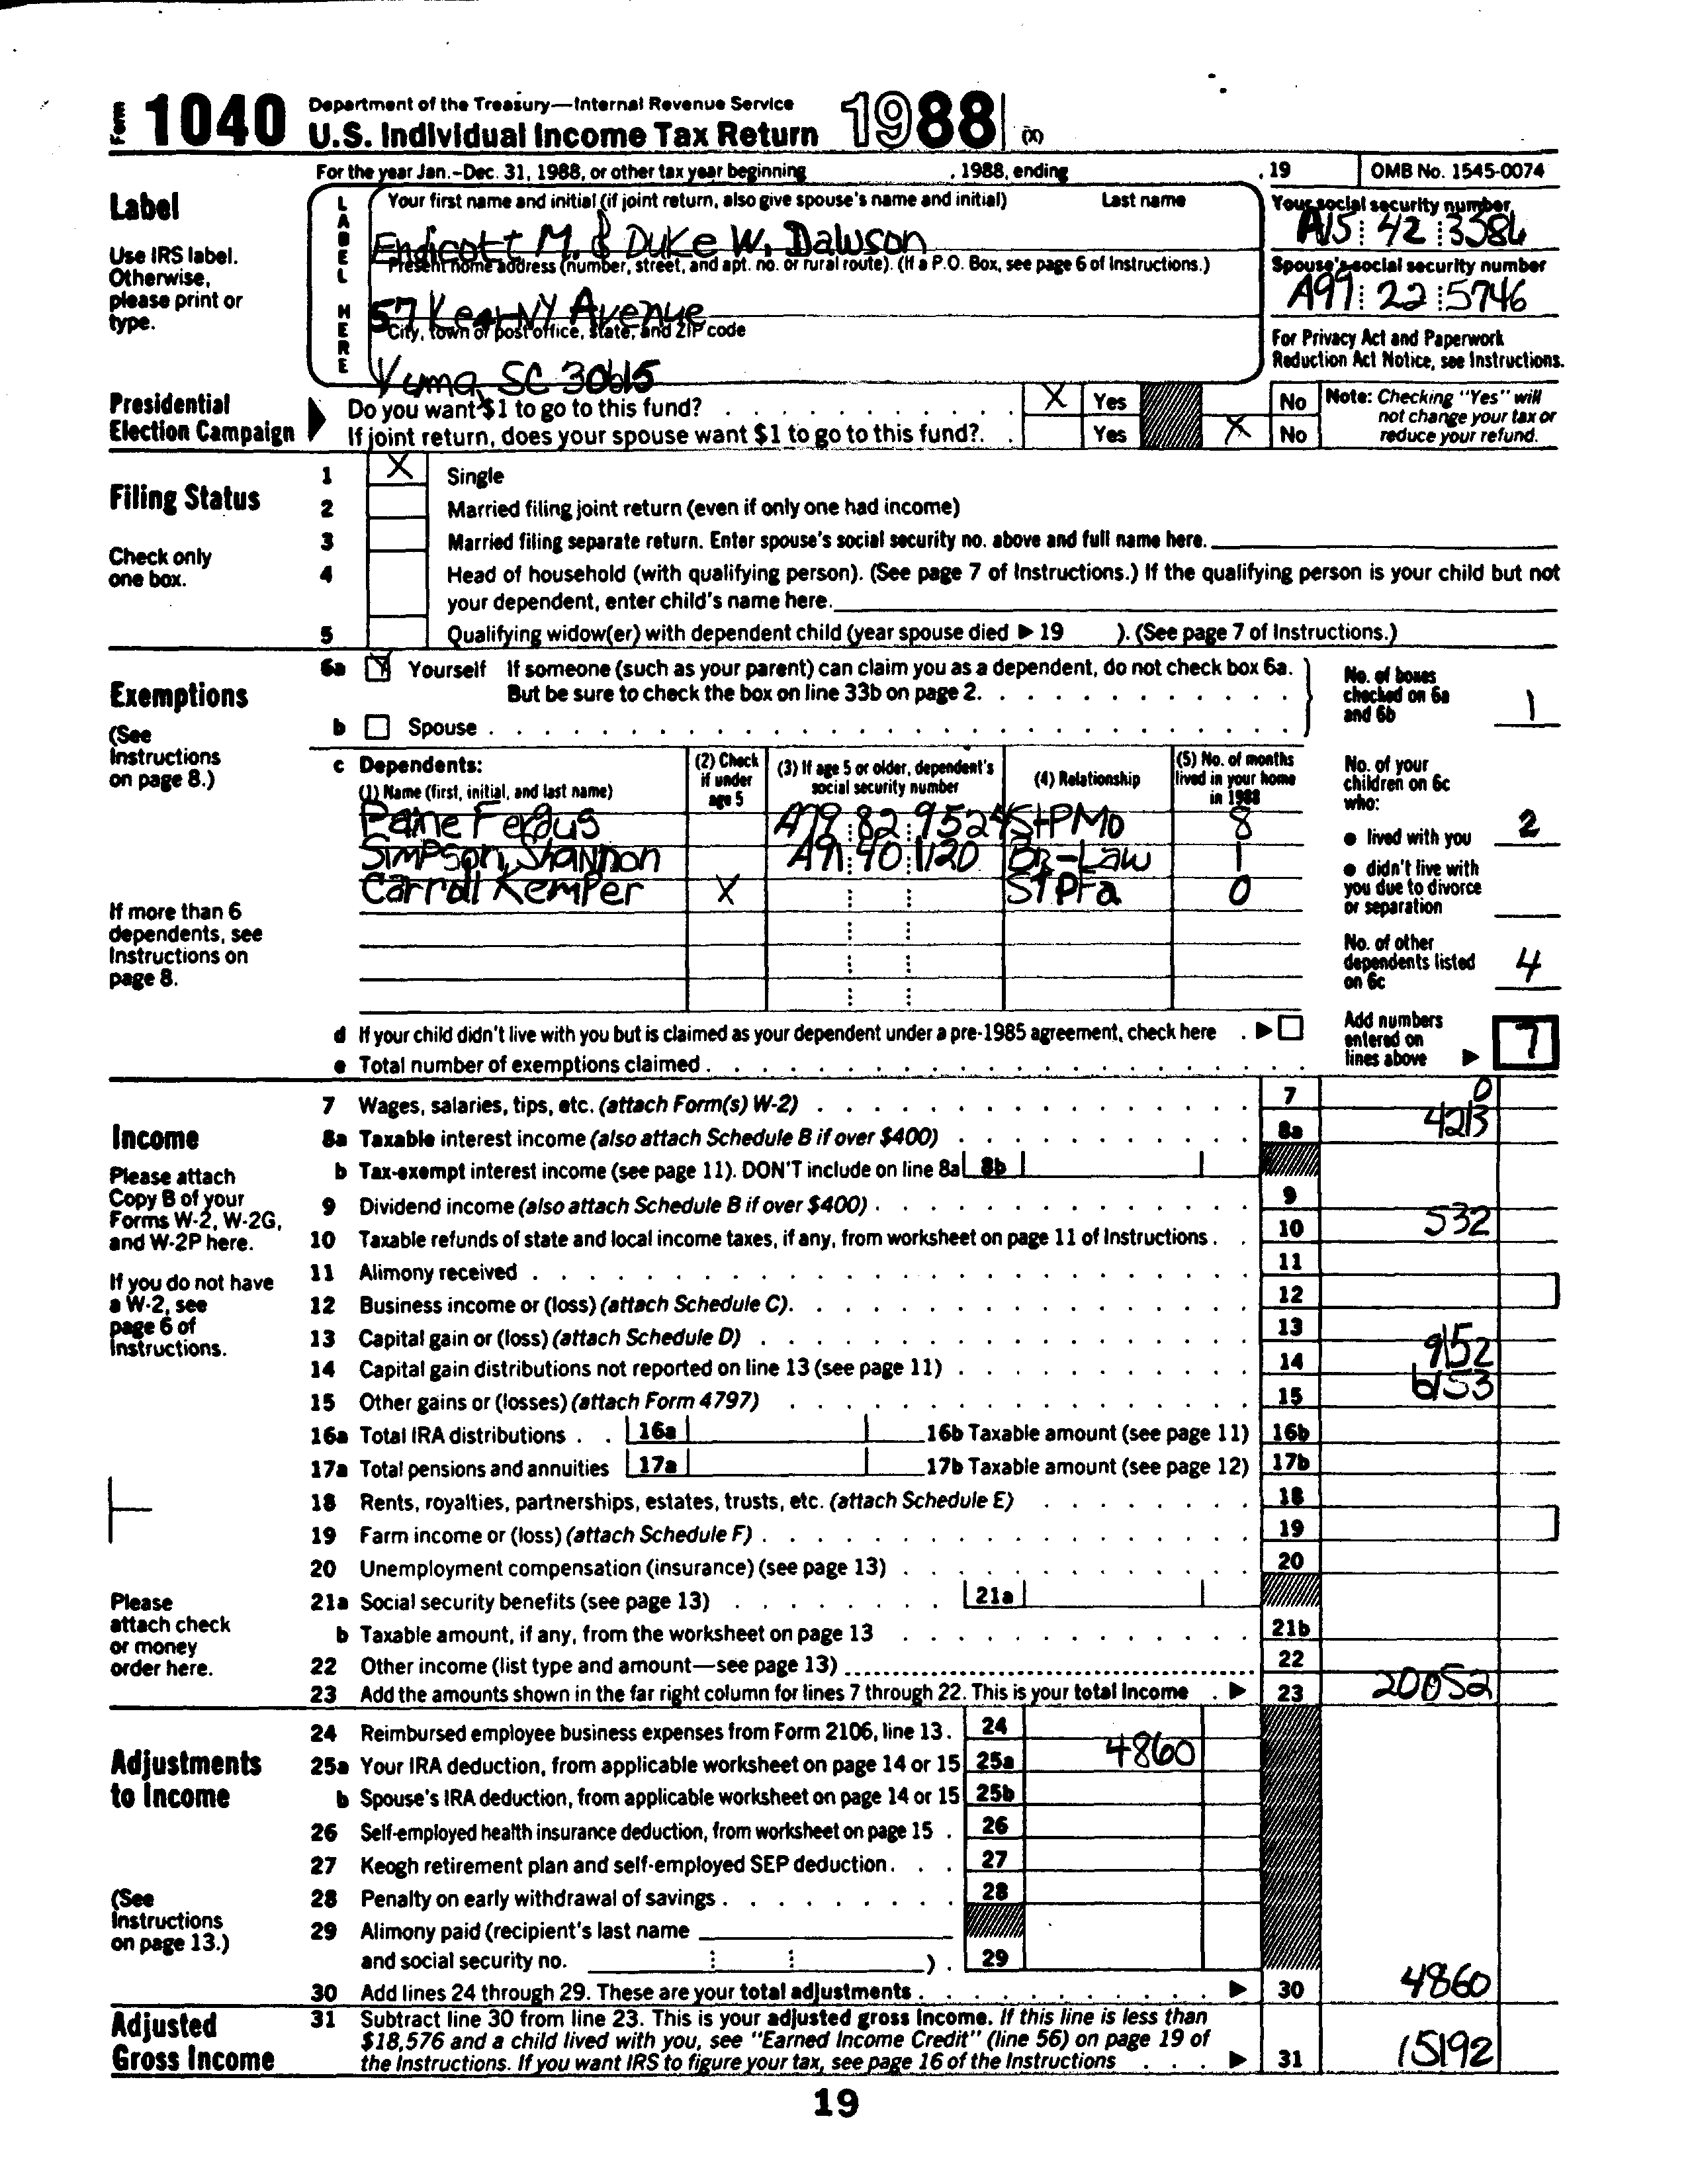 Form 1040 Department of the Treasury—Internal Revenue Service
U.S. Individual Income Tax Return 1988 (X)
For the year Jan.-Dec. 31, 1988, or other tax year beginning , 1988, ending , 19 OMB No. 1545-0074
Label
Use IRS label.
Otherwise,
please print or
type.
LABEL HERE
Your first name and initial (if joint return, also give spouse's name and initial) Last name
Endicott M. & Duke W. Dawson
Your social security number
A15 42 3384
Present home address (number, street, and apt. no. or rural route). (If a P.O. Box, see page 6 of Instructions.)
57 Kearny Avenue
Spouse's social security number
A97 22 5746
City, town or post office, state, and ZIP code
Yuma, SC 30615
For Privacy Act and Paperwork
Reduction Act Notice, see Instructions.
Presidential
Election Campaign
Do you want $1 to go to this fund? X Yes No
If joint return, does your spouse want $1 to go to this fund? Yes X No
Note: Checking "Yes" will
not change your tax or
reduce your refund.
Filing Status
Check only
one box.
1 X Single
2 Married filing joint return (even if only one had income)
3 Married filing separate return. Enter spouse's social security no. above and full name here.
4 Head of household (with qualifying person). (See page 7 of Instructions.) If the qualifying person is your child but not
your dependent, enter child's name here.
5 Qualifying widow(er) with dependent child (year spouse died ▶ 19 ). (See page 7 of Instructions.)
Exemptions
(See
Instructions
on page 8.)
6a X Yourself If someone (such as your parent) can claim you as a dependent, do not check box 6a.
But be sure to check the box on line 33b on page 2.
b Spouse
No. of boxes
checked on 6a
and 6b 1
c Dependents:
(1) Name (first, initial, and last name)
(2) Check
if under
age 5
(3) If age 5 or older, dependent's
social security number
(4) Relationship
(5) No. of months
lived in your home
in 1988
Paine Fergus A79 82 9524 StPMo 8
Simpson, Shannon A91 40 1120 Br-Law 1
Carroll Kemper X StPFa 0
If more than 6
dependents, see
Instructions on
page 8.
No. of your
children on 6c
who:
● lived with you 2
● didn't live with
you due to divorce
or separation
No. of other
dependents listed
on 6c 4
d If your child didn't live with you but is claimed as your dependent under a pre-1985 agreement, check here ▶
e Total number of exemptions claimed
Add numbers
entered on
lines above ▶ 7
Income
Please attach
Copy B of your
Forms W-2, W-2G,
and W-2P here.
If you do not have
a W-2, see
page 6 of
Instructions.
Please
attach check
or money
order here.
7 Wages, salaries, tips, etc. (attach Form(s) W-2) 7 0
8a Taxable interest income (also attach Schedule B if over $400) 8a 4213
b Tax-exempt interest income (see page 11). DON'T include on line 8a 8b
9 Dividend income (also attach Schedule B if over $400) 9
10 Taxable refunds of state and local income taxes, if any, from worksheet on page 11 of Instructions 10 532
11 Alimony received 11
12 Business income or (loss) (attach Schedule C) 12
13 Capital gain or (loss) (attach Schedule D) 13
14 Capital gain distributions not reported on line 13 (see page 11) 14 9152
15 Other gains or (losses) (attach Form 4797) 15 6153
16a Total IRA distributions 16a 16b Taxable amount (see page 11) 16b
17a Total pensions and annuities 17a 17b Taxable amount (see page 12) 17b
18 Rents, royalties, partnerships, estates, trusts, etc. (attach Schedule E) 18
19 Farm income or (loss) (attach Schedule F) 19
20 Unemployment compensation (insurance) (see page 13) 20
21a Social security benefits (see page 13) 21a
b Taxable amount, if any, from the worksheet on page 13 21b
22 Other income (list type and amount—see page 13) 22
23 Add the amounts shown in the far right column for lines 7 through 22. This is your total income ▶ 23 20052
Adjustments
to Income
(See
Instructions
on page 13.)
24 Reimbursed employee business expenses from Form 2106, line 13. 24
25a Your IRA deduction, from applicable worksheet on page 14 or 15 25a 4860
b Spouse's IRA deduction, from applicable worksheet on page 14 or 15 25b
26 Self-employed health insurance deduction, from worksheet on page 15 26
27 Keogh retirement plan and self-employed SEP deduction 27
28 Penalty on early withdrawal of savings 28
29 Alimony paid (recipient's last name
and social security no. ) 29
30 Add lines 24 through 29. These are your total adjustments ▶ 30 4860
Adjusted
Gross Income
31 Subtract line 30 from line 23. This is your adjusted gross income. If this line is less than
$18,576 and a child lived with you, see "Earned Income Credit" (line 56) on page 19 of
the Instructions. If you want IRS to figure your tax, see page 16 of the Instructions ▶ 31 15192
19